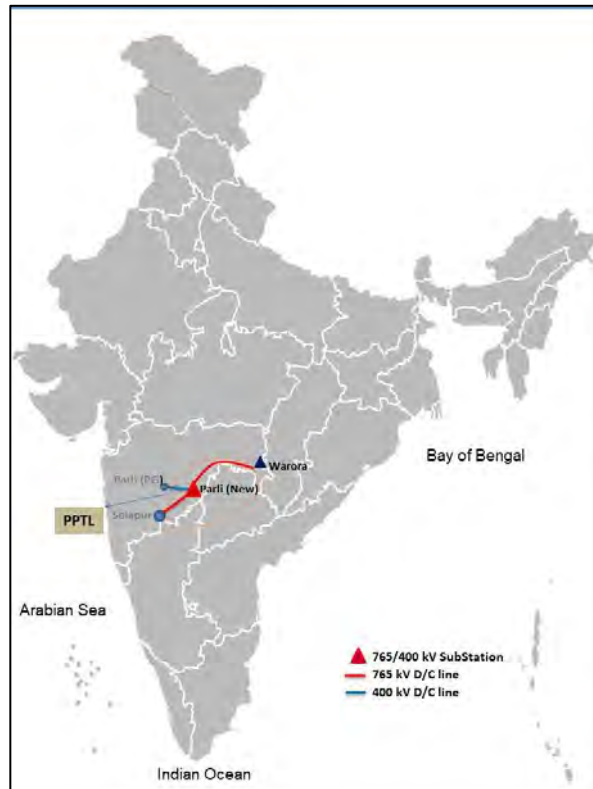 Bay of Bengal
Warora
Parli (PG)
Parli (New)
PPTL
Solapur
Arabian Sea
765/400 kV SubStation
765 kV D/C line
400 kV D/C line
Indian Ocean